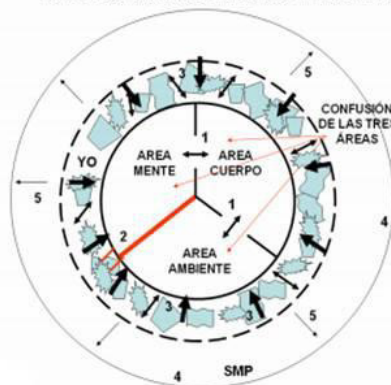 3
5
CONFUSIÓN
DE LAS TRES
ÁREAS
1
YO
AREA
MENTE
AREA
CUERPO
5
1
4
2
AREA
AMBIENTE
3
3
5
4
SMP